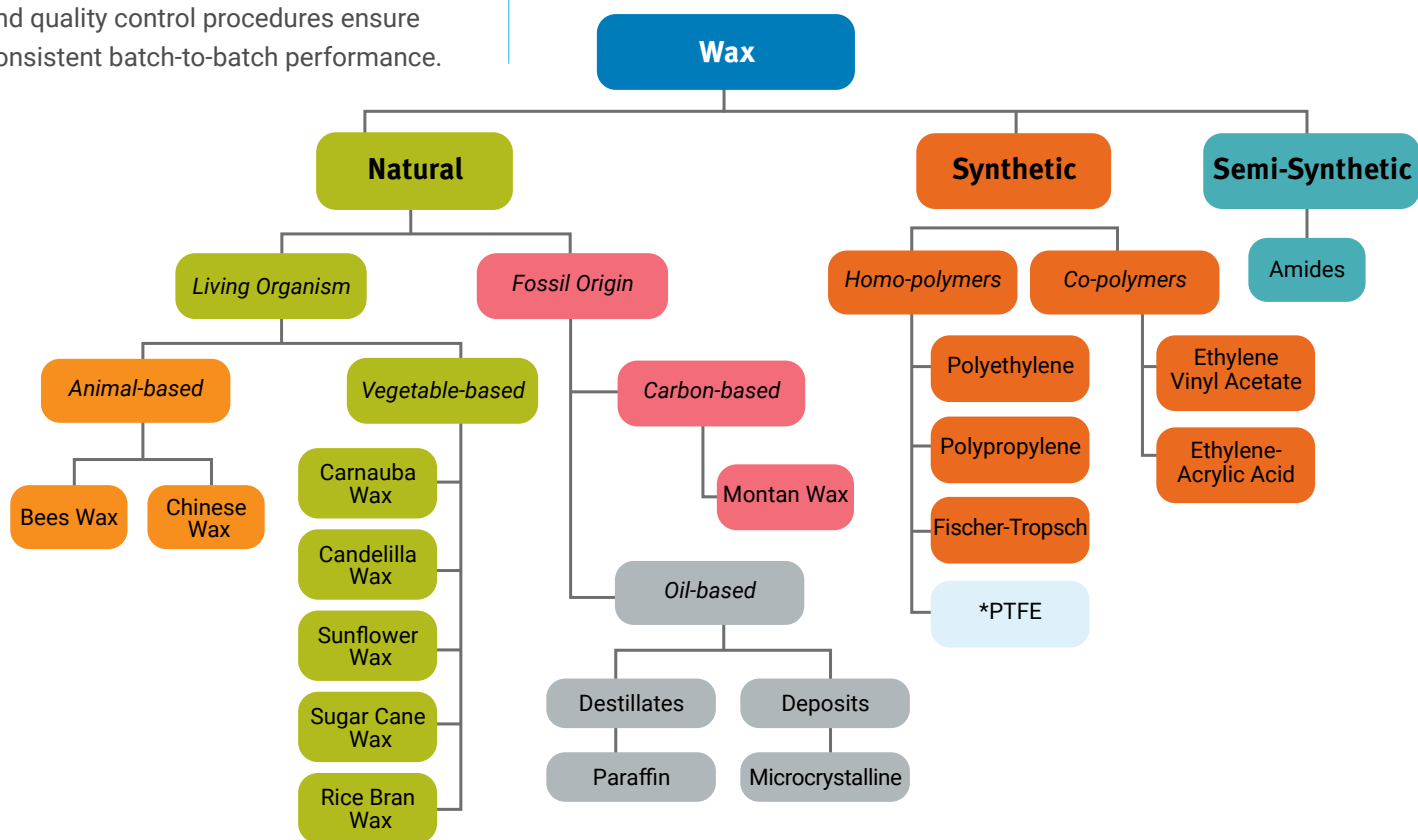 nd quality control procedures ensure
onsistent batch-to-batch performance.
Wax
Natural
Synthetic
Semi-Synthetic
Living Organism
Fossil Origin
Homo-polymers
Co-polymers
Amides
Animal-based
Vegetable-based
Carbon-based
Polyethylene
Ethylene
Vinyl Acetate
Bees Wax
Chinese
Wax
Carnauba
Wax
Montan Wax
Polypropylene
Ethylene-
Acrylic Acid
Candelilla
Wax
Fischer-Tropsch
Sunflower
Wax
Oil-based
*PTFE
Sugar Cane
Wax
Destillates
Deposits
Rice Bran
Wax
Paraffin
Microcrystalline